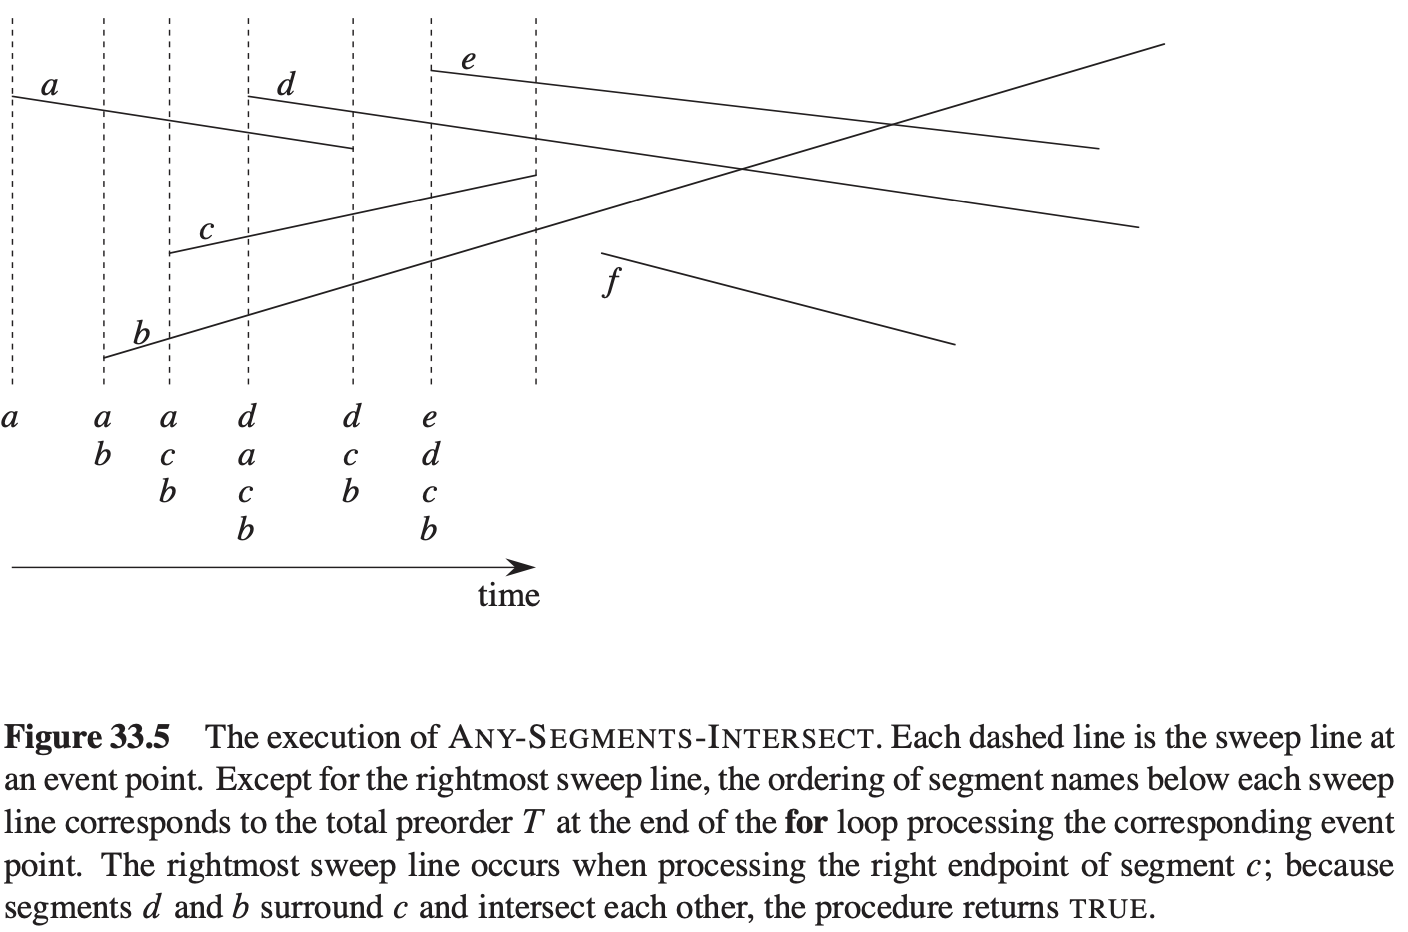 e
a
d
c
f
b
a a a d d e
b c a c d
b c b c
b b
time
Figure 33.5 The execution of ANY-SEGMENTS-INTERSECT. Each dashed line is the sweep line at
an event point. Except for the rightmost sweep line, the ordering of segment names below each sweep
line corresponds to the total preorder T at the end of the for loop processing the corresponding event
point. The rightmost sweep line occurs when processing the right endpoint of segment c; because
segments d and b surround c and intersect each other, the procedure returns TRUE.